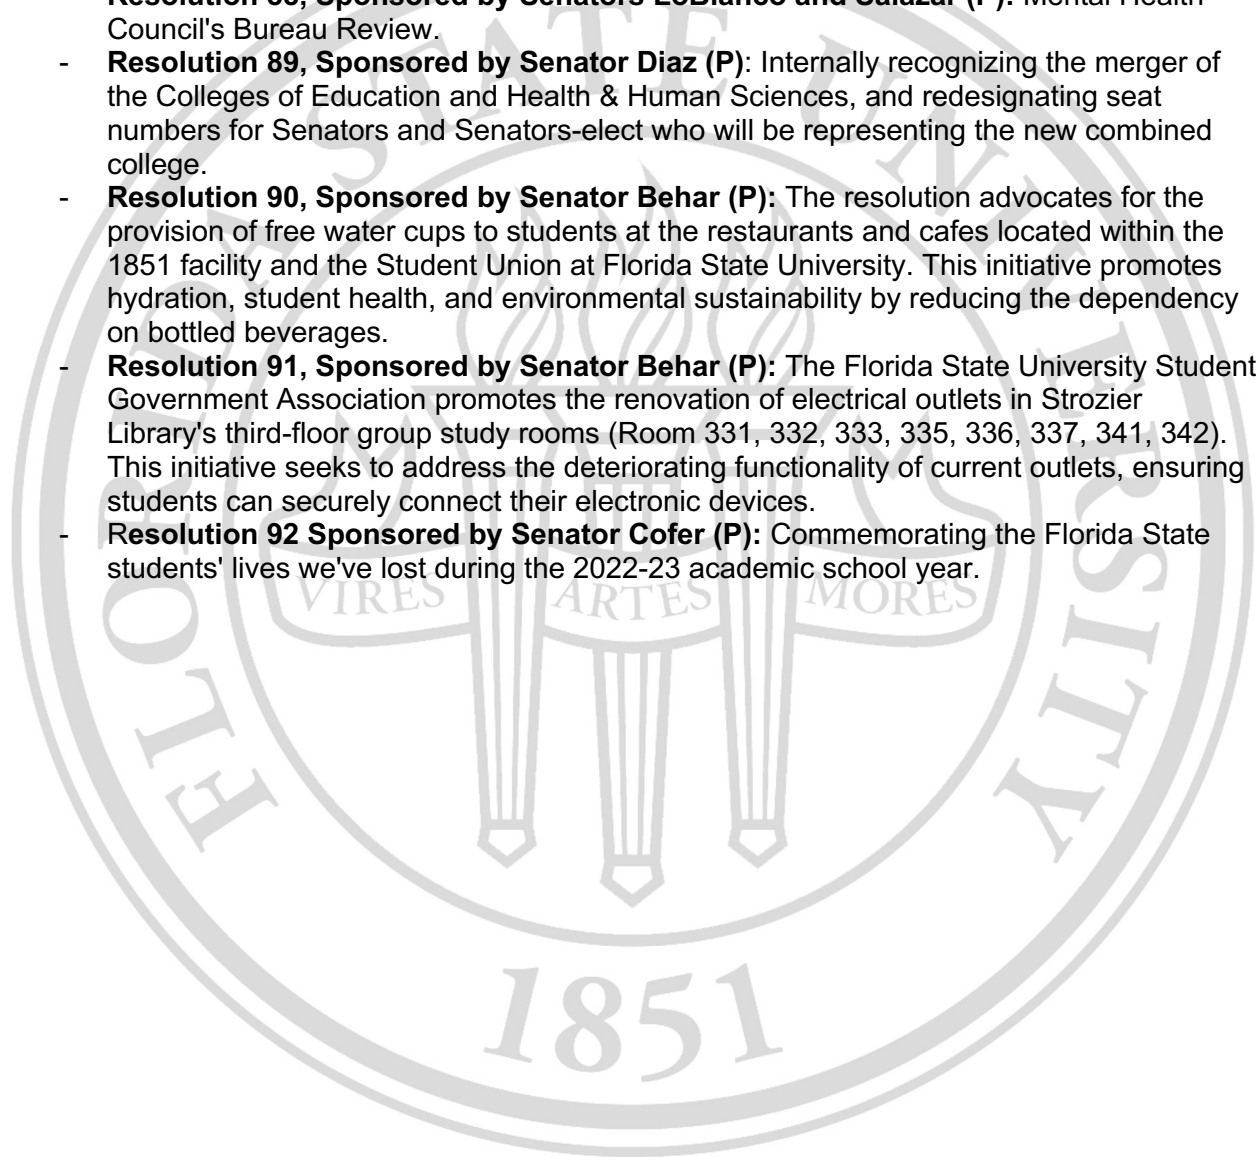 Council's Bureau Review.
- Resolution 89, Sponsored by Senator Diaz (P): Internally recognizing the merger of
the Colleges of Education and Health & Human Sciences, and redesignating seat
numbers for Senators and Senators-elect who will be representing the new combined
college.
- Resolution 90, Sponsored by Senator Behar (P): The resolution advocates for the
provision of free water cups to students at the restaurants and cafes located within the
1851 facility and the Student Union at Florida State University. This initiative promotes
hydration, student health, and environmental sustainability by reducing the dependency
on bottled beverages.
- Resolution 91, Sponsored by Senator Behar (P): The Florida State University Student
Government Association promotes the renovation of electrical outlets in Strozier
Library's third-floor group study rooms (Room 331, 332, 333, 335, 336, 337, 341, 342).
This initiative seeks to address the deteriorating functionality of current outlets, ensuring
students can securely connect their electronic devices.
- Resolution 92 Sponsored by Senator Cofer (P): Commemorating the Florida State
students' lives we've lost during the 2022-23 academic school year.
FLORIDA STATE UNIVERSITY
VIRES ARTES MORES
1851